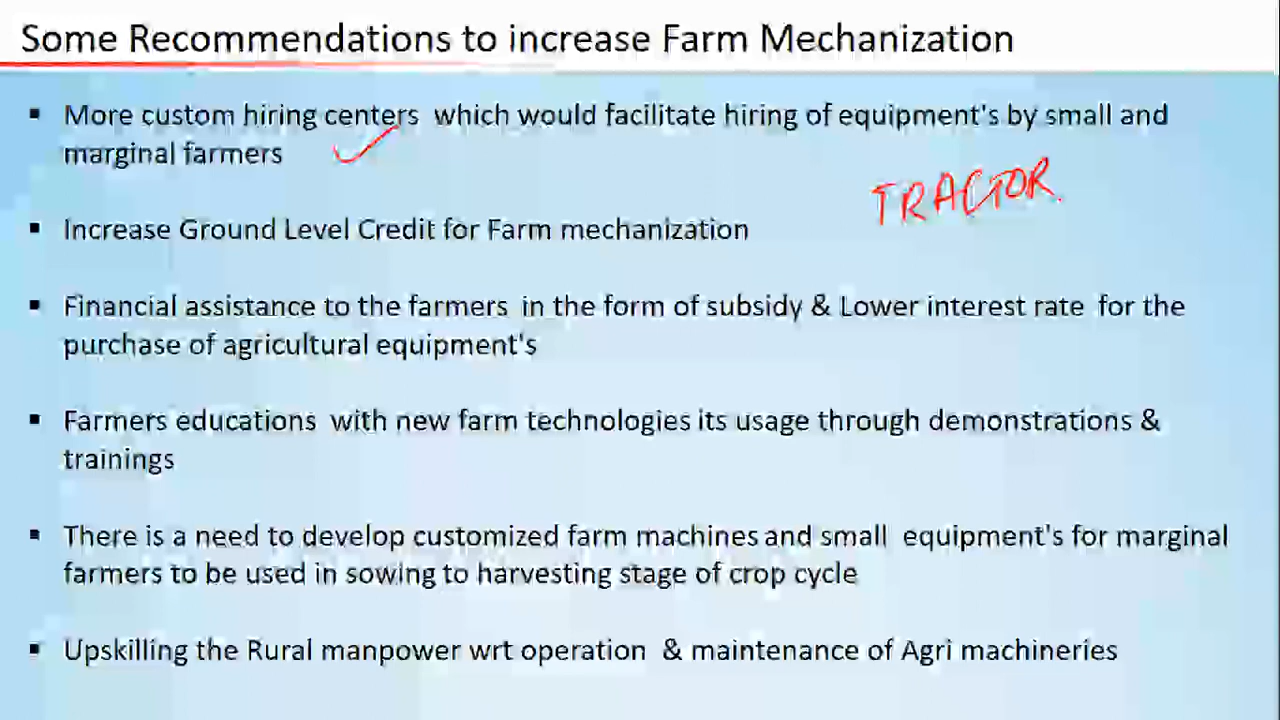 Some Recommendations to increase Farm Mechanization
▪ More custom hiring centers which would facilitate hiring of equipment's by small and
marginal farmers
TRACTOR
▪ Increase Ground Level Credit for Farm mechanization
▪ Financial assistance to the farmers in the form of subsidy & Lower interest rate for the
purchase of agricultural equipment's
▪ Farmers educations with new farm technologies its usage through demonstrations &
trainings
▪ There is a need to develop customized farm machines and small equipment's for marginal
farmers to be used in sowing to harvesting stage of crop cycle
▪ Upskilling the Rural manpower wrt operation & maintenance of Agri machineries